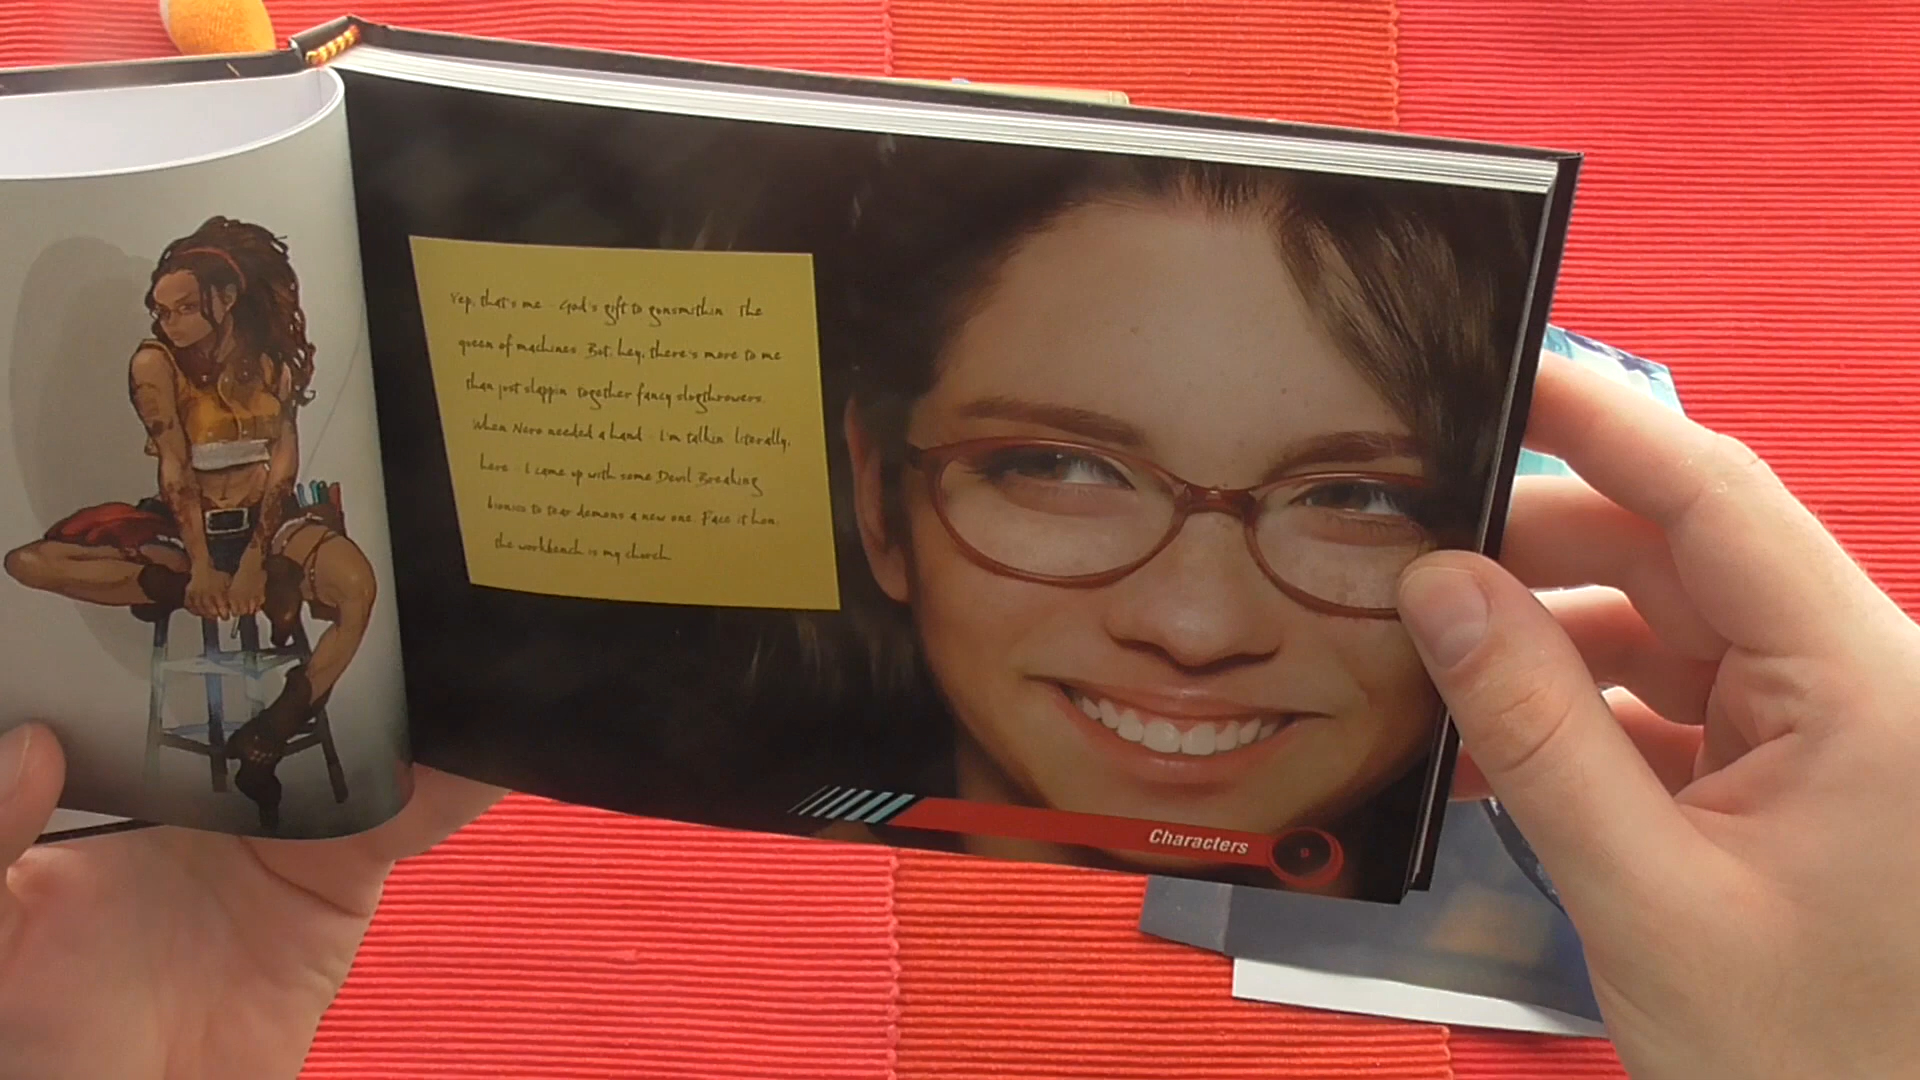 Yep, that's me - God's gift to gunsmithin'. The
queen of machines. But, hey, there's more to me
than just slappin' together fancy slugthrowers.
When Nero needed a hand - I'm talkin' literally,
here - I came up with some Devil Breaking
bionics to tear demons a new one. Face it hon,
the workbench is my church.
Characters
9